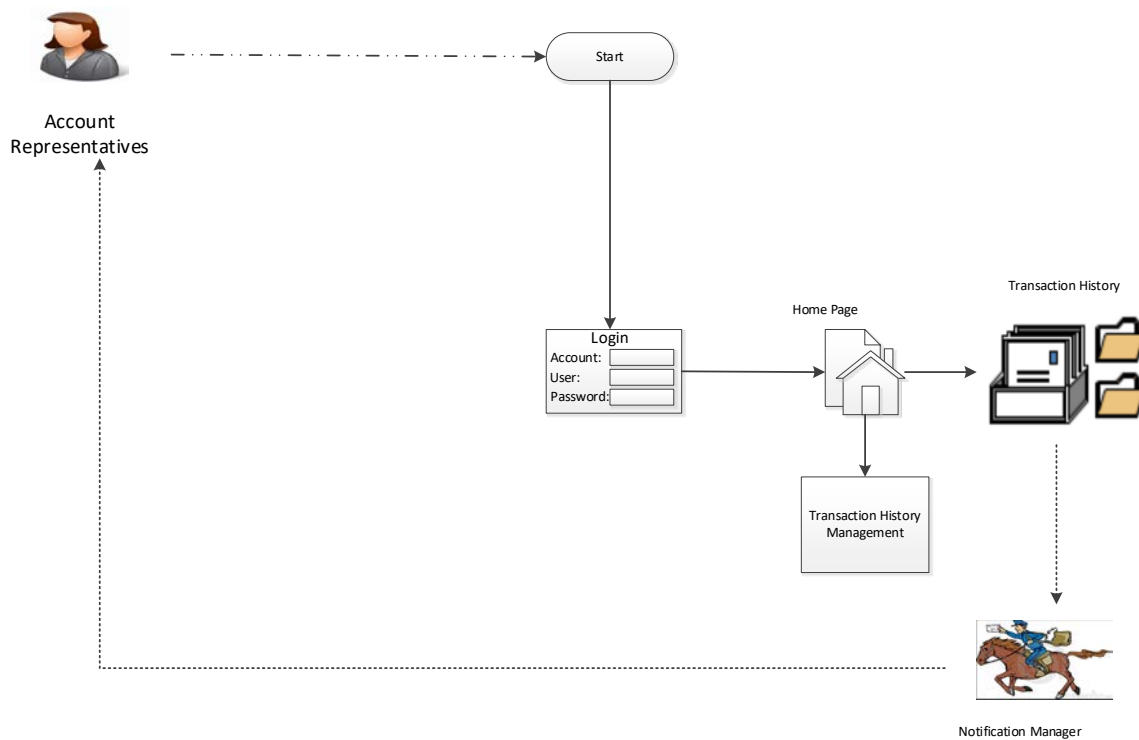 Start
Account
Representatives
Transaction History
Home Page
Login
Account:
User:
Password:
Transaction History
Management
Notification Manager